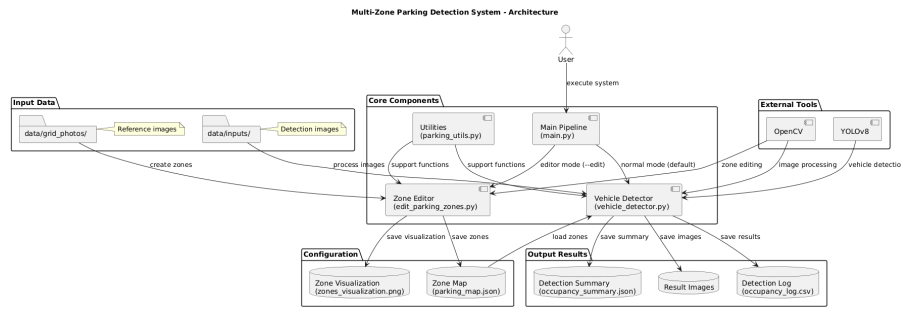 Multi-Zone Parking Detection System - Architecture
User
execute system
Input Data
data/grid_photos/
Reference images
data/inputs/
Detection images
Core Components
Utilities
(parking_utils.py)
Main Pipeline
(main.py)
External Tools
OpenCV
YOLOv8
create zones
process images
support functions
support functions
editor mode (--edit)
normal mode (default)
zone editing
image processing
vehicle detectio
Zone Editor
(edit_parking_zones.py)
Vehicle Detector
(vehicle_detector.py)
save visualization
save zones
load zones
save summary
save images
save results
Configuration
Zone Visualization
(zones_visualization.png)
Zone Map
(parking_map.json)
Output Results
Detection Summary
(occupancy_summary.json)
Result Images
Detection Log
(occupancy_log.csv)